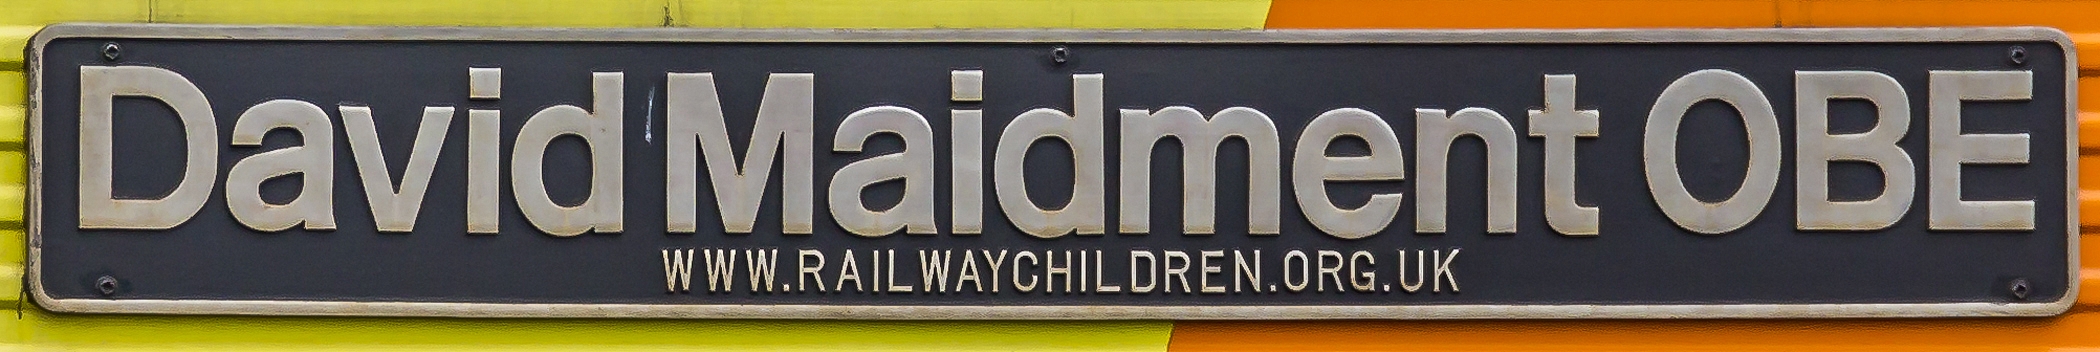 David Maidment OBE
WWW.RAILWAYCHILDREN.ORG.UK